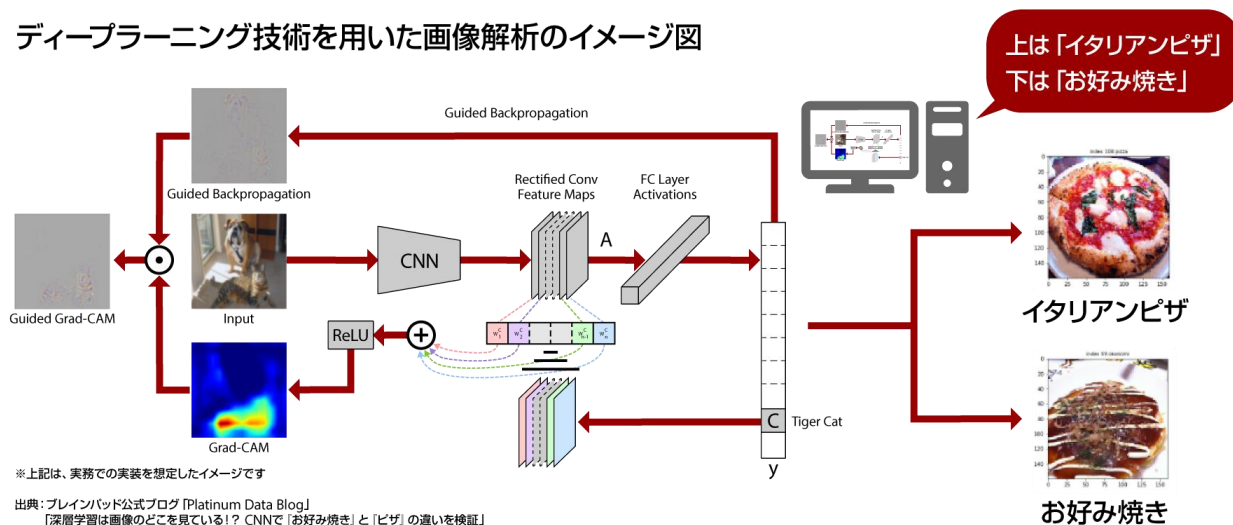 ディープラーニング技術を用いた画像解析のイメージ図
上は「イタリアンピザ」
下は「お好み焼き」
Guided Backpropagation
Guided Backpropagation
Rectified Conv
Feature Maps
FC Layer
Activations
A
CNN
Guided Grad-CAM
Input
ReLU
Grad-CAM
C
Tiger Cat
y
イタリアンピザ
お好み焼き
※上記は、実務での実装を想定したイメージです
出典：ブレインパッド公式ブログ「Platinum Data Blog」
「深層学習は画像のどこを見ている！？ CNNで『お好み焼き』と『ピザ』の違いを検証」